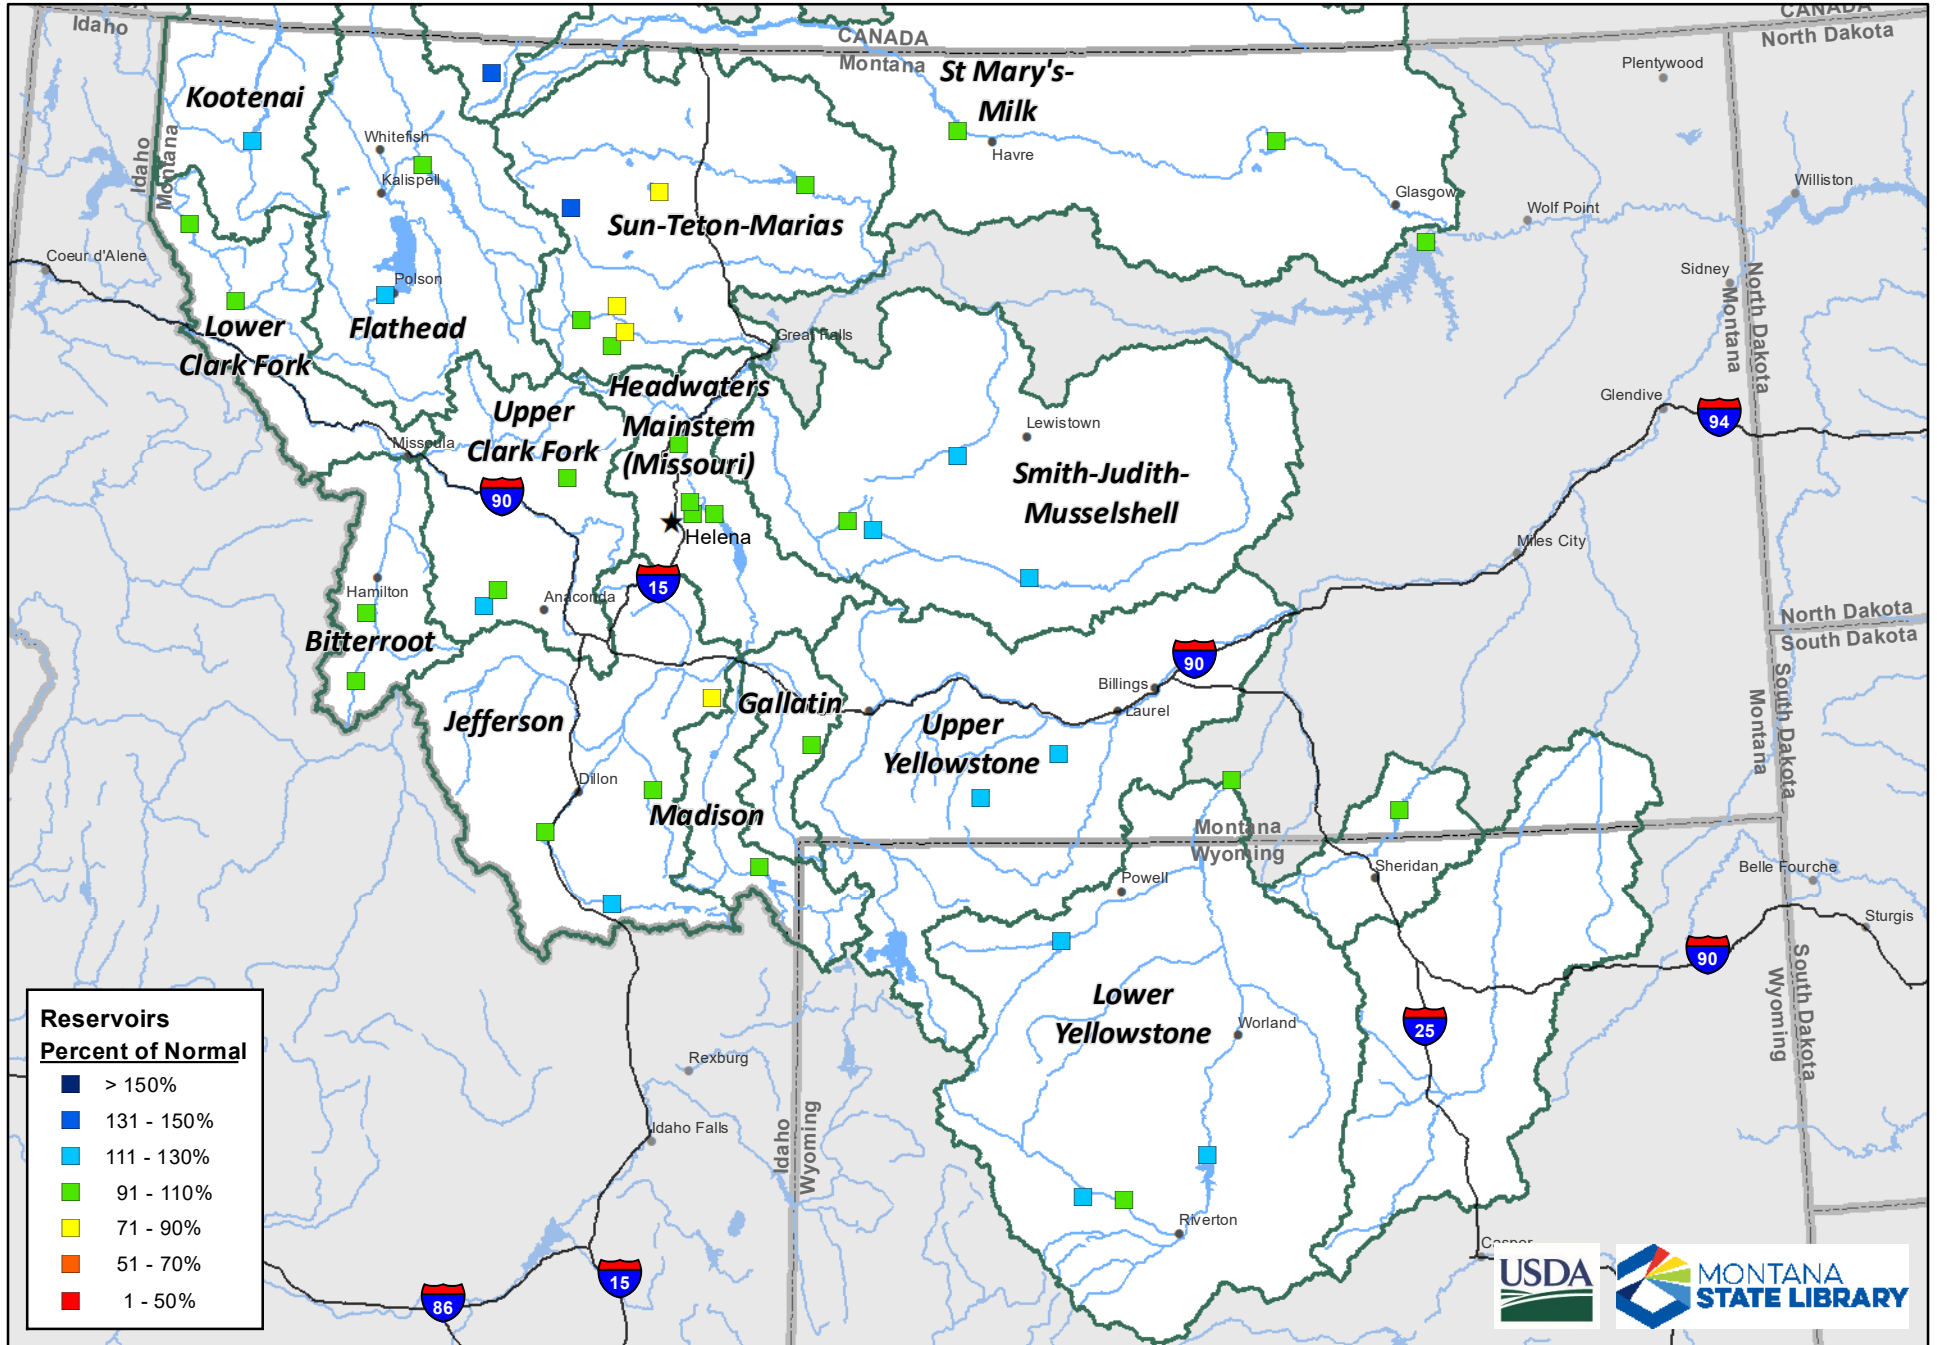 CANADA
Idaho
CANADA
Montana
CANADA
North Dakota
St Mary's-
Milk
Plentywood
Kootenai
Idaho
Montana
Whitefish
Kalispell
Havre
Glasgow
Wolf Point
Williston
Sun-Teton-Marias
Coeur d'Alene
Polson
Sidney
Montana
North Dakota
Lower
Clark Fork
Flathead
Great Falls
Headwaters
Mainstem
(Missouri)
Upper
Clark Fork
Missoula
Lewistown
Glendive
94
Smith-Judith-
Musselshell
90
Helena
Miles City
15
Hamilton
Anaconda
Bitterroot
North Dakota
South Dakota
90
Billings
Laurel
Jefferson
Gallatin
Upper
Yellowstone
Montana
South Dakota
Dillon
Madison
Montana
Wyoming
Powell
Sheridan
Belle Fourche
Sturgis
90
Lower
Yellowstone
Worland
25
Wyoming
South Dakota
Reservoirs
Percent of Normal
> 150%
131 - 150%
111 - 130%
91 - 110%
71 - 90%
51 - 70%
1 - 50%
Rexburg
Idaho Falls
Idaho
Wyoming
Riverton
Casper
86
15
USDA
MONTANA
STATE LIBRARY